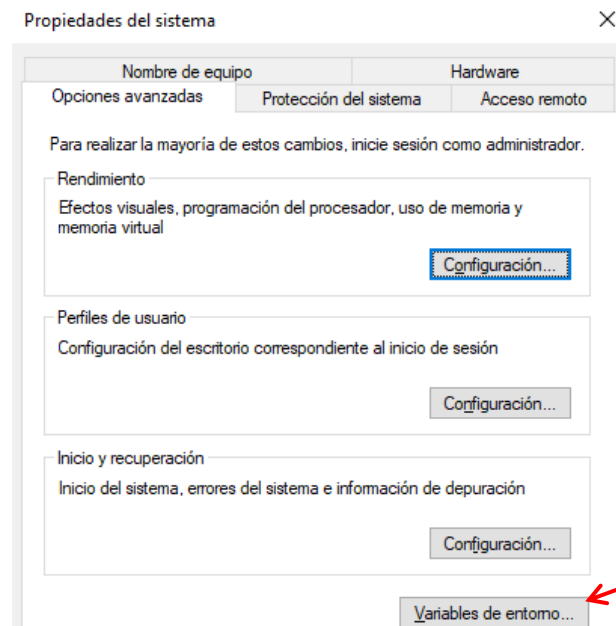 Propiedades del sistema
Nombre de equipo
Hardware
Opciones avanzadas
Protección del sistema
Acceso remoto
Para realizar la mayoría de estos cambios, inicie sesión como administrador.
Rendimiento
Efectos visuales, programación del procesador, uso de memoria y
memoria virtual
Configuración...
Perfiles de usuario
Configuración del escritorio correspondiente al inicio de sesión
Configuración...
Inicio y recuperación
Inicio del sistema, errores del sistema e información de depuración
Configuración...
Variables de entorno...